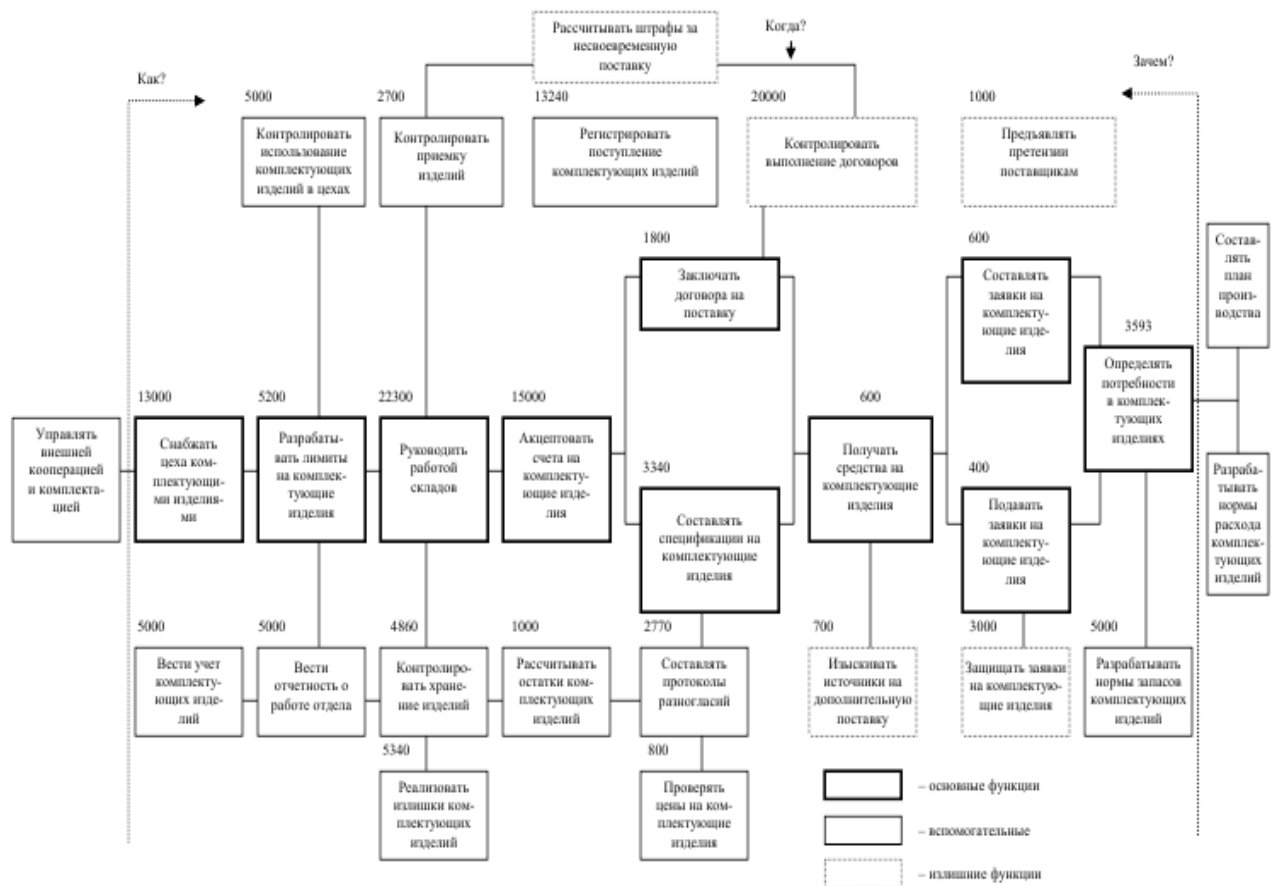 Рассчитывать штрафы за
несвоевременную
поставку
Когда?
Как?
Зачем?
5000
2700
13240
20000
1000
Контролировать
использование
комплектующих
изделий в цехах
Контролировать
приемку
изделий
Регистрировать
поступление
комплектующих изделий
Контролировать
выполнение договоров
Предъявлять
претензии
поставщикам
1800
600
Заключать
договора на
поставку
Составлять
заявки на
комплекту-
ющие изде-
лия
Состав-
лять
план
произ-
водства
3593
Определять
потребности
в комплек-
тующих
изделиях
13000
5200
22300
15000
600
Управлять
внешней
кооперацией
и комплекта-
цией
Снабжать
цеха ком-
плектующи-
ми изделия-
ми
Разрабаты-
вать лимиты
на комплек-
тующие
изделия
Руководить
работой
складов
Акцептовать
счета на
комплекту-
ющие изде-
лия
3340
Составлять
спецификации на
комплектующие
изделия
Получать
средства на
комплектующие
изделия
400
Подавать
заявки на
комплекту-
ющие изде-
лия
Разраба-
тывать
нормы
расхода
комплек-
тующих
изделий
5000
5000
4860
1000
2770
700
3000
5000
Вести учет
комплекту-
ющих изде-
лий
Вести
отчетность о
работе отдела
Контролиро-
вать хране-
ние изделий
Рассчитывать
остатки ком-
плектующих
изделий
Составлять
протоколы
разногласий
Изыскивать
источники на
дополнительную
поставку
Защищать заявки
на комплектую-
щие изделия
Разрабатывать
нормы запасов
комплектующих
изделий
5340
800
Реализовать
излишки ком-
плектующих
изделий
Проверять
цены на ком-
плектующие
изделия
– основные функции
– вспомогательные
– излишние функции